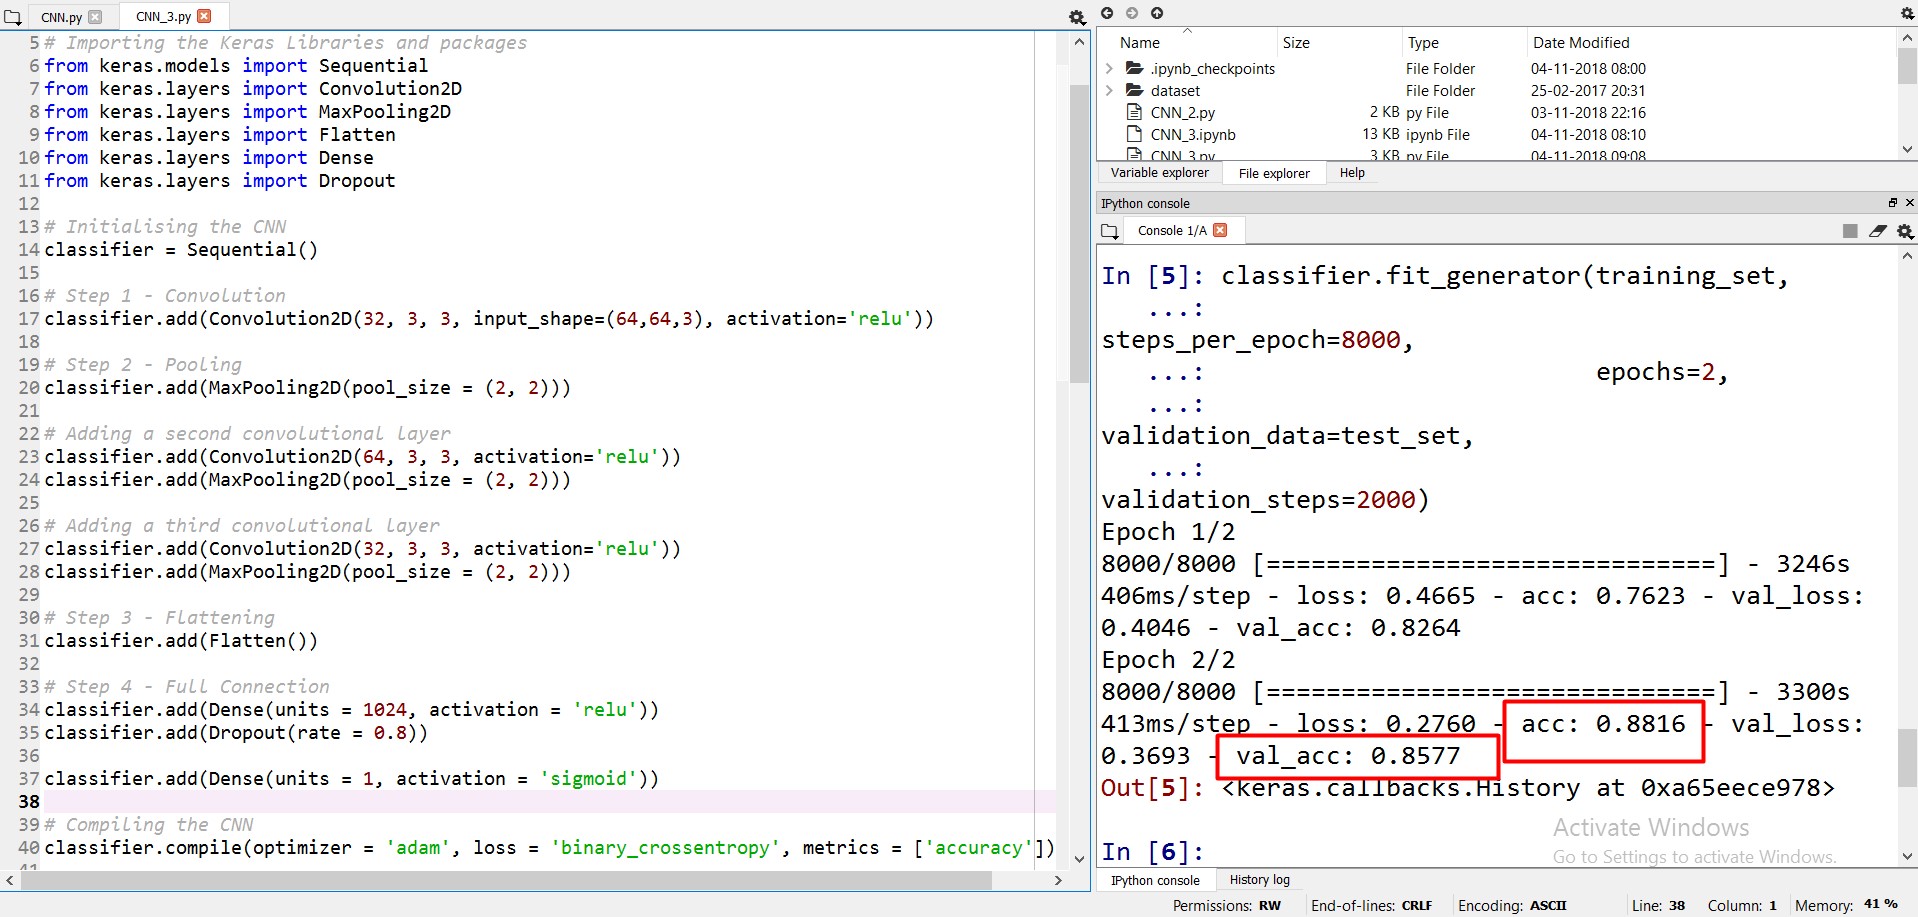 CNN.py
CNN_3.py
5 # Importing the Keras Libraries and packages
6 from keras.models import Sequential
7 from keras.layers import Convolution2D
8 from keras.layers import MaxPooling2D
9 from keras.layers import Flatten
10 from keras.layers import Dense
11 from keras.layers import Dropout
12
13 # Initialising the CNN
14 classifier = Sequential()
15
16 # Step 1 - Convolution
17 classifier.add(Convolution2D(32, 3, 3, input_shape=(64,64,3), activation='relu'))
18
19 # Step 2 - Pooling
20 classifier.add(MaxPooling2D(pool_size = (2, 2)))
21
22 # Adding a second convolutional layer
23 classifier.add(Convolution2D(64, 3, 3, activation='relu'))
24 classifier.add(MaxPooling2D(pool_size = (2, 2)))
25
26 # Adding a third convolutional layer
27 classifier.add(Convolution2D(32, 3, 3, activation='relu'))
28 classifier.add(MaxPooling2D(pool_size = (2, 2)))
29
30 # Step 3 - Flattening
31 classifier.add(Flatten())
32
33 # Step 4 - Full Connection
34 classifier.add(Dense(units = 1024, activation = 'relu'))
35 classifier.add(Dropout(rate = 0.8))
36
37 classifier.add(Dense(units = 1, activation = 'sigmoid'))
38
39 # Compiling the CNN
40 classifier.compile(optimizer = 'adam', loss = 'binary_crossentropy', metrics = ['accuracy'])
41
Name Size Type Date Modified
.ipynb_checkpoints File Folder 04-11-2018 08:00
dataset File Folder 25-02-2017 20:31
CNN_2.py 2 KB py File 03-11-2018 22:16
CNN_3.ipynb 13 KB ipynb File 04-11-2018 08:10
CNN_3.py 3 KB py File 04-11-2018 09:08
Variable explorer File explorer Help
IPython console
Console 1/A
In [5]: classifier.fit_generator(training_set,
...:
steps_per_epoch=8000,
...: epochs=2,
...:
validation_data=test_set,
...:
validation_steps=2000)
Epoch 1/2
8000/8000 [==============================] - 3246s
406ms/step - loss: 0.4665 - acc: 0.7623 - val_loss:
0.4046 - val_acc: 0.8264
Epoch 2/2
8000/8000 [==============================] - 3300s
413ms/step - loss: 0.2760 - acc: 0.8816 - val_loss:
0.3693 - val_acc: 0.8577
Out[5]: <keras.callbacks.History at 0xa65eece978>
Activate Windows
In [6]:
Go to Settings to activate Windows.
IPython console History log
Permissions: RW End-of-lines: CRLF Encoding: ASCII Line: 38 Column: 1 Memory: 41 %